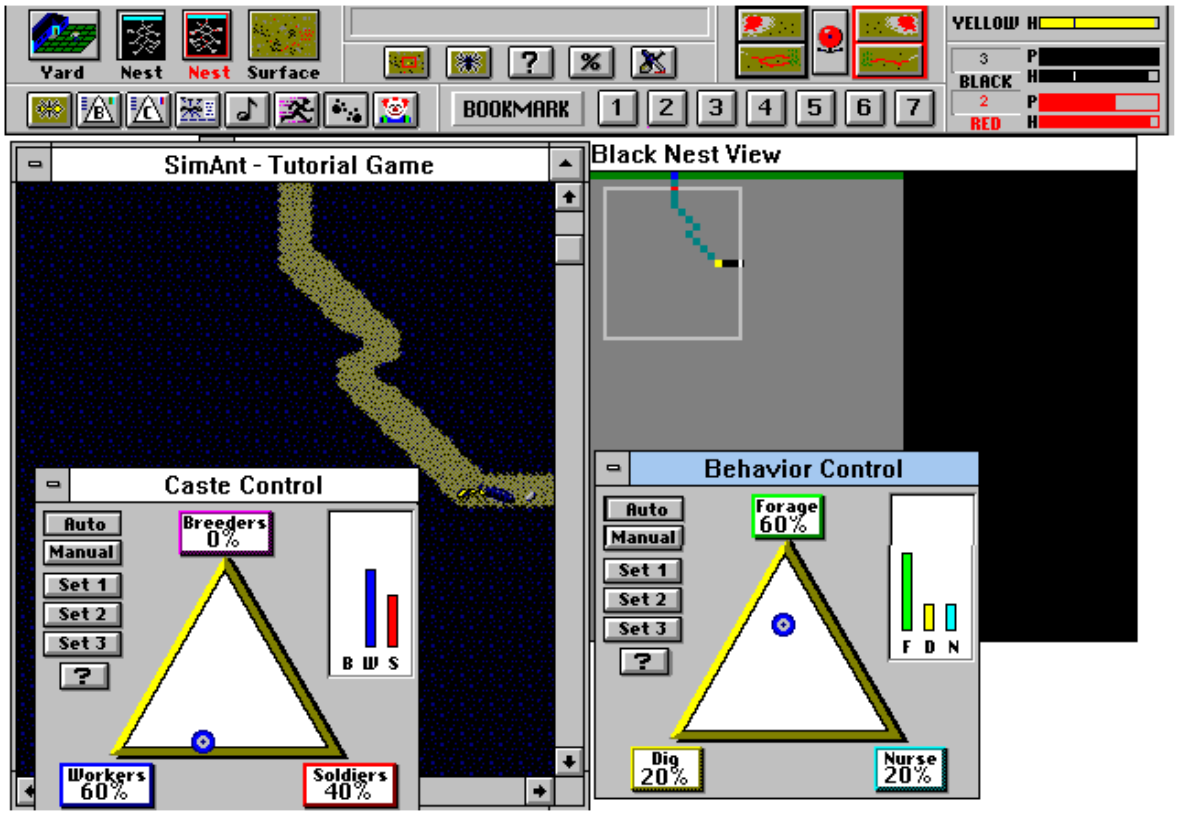 Yard Nest Nest Surface
? %
BOOKMARK 1 2 3 4 5 6 7
YELLOW H
3 P
BLACK H
2 P
RED H
SimAnt - Tutorial Game
Black Nest View
Caste Control
Auto
Manual
Set 1
Set 2
Set 3
?
Breeders
0%
B W S
Workers
60%
Soldiers
40%
Behavior Control
Auto
Manual
Set 1
Set 2
Set 3
?
Forage
60%
F D N
Dig
20%
Nurse
20%